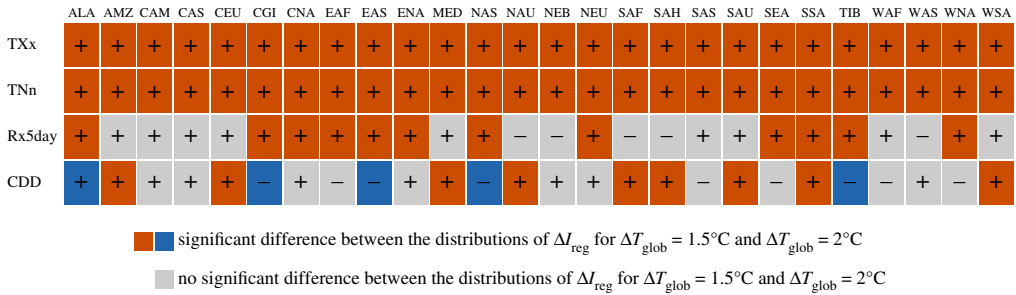 ALA AMZ CAM CAS CEU CGI CNA EAF EAS ENA MED NAS NAU NEB NEU SAF SAH SAS SAU SEA SSA TIB WAF WAS WNA WSA
TXx + + + + + + + + + + + + + + + + + + + + + + + + + +
TNn + + + + + + + + + + + + + + + + + + + + + + + + + +
Rx5day + + + + + + + + + + + + − − + − − + + + + + + − + +
CDD + + + + + − + − − + + − + + + + + − + − + − − + − +
significant difference between the distributions of ΔI_reg for ΔT_glob = 1.5°C and ΔT_glob = 2°C
no significant difference between the distributions of ΔI_reg for ΔT_glob = 1.5°C and ΔT_glob = 2°C